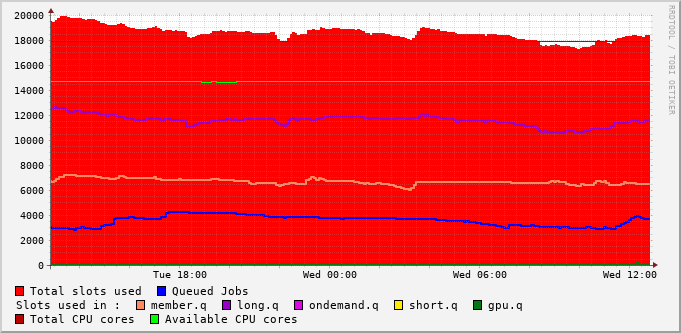 RRDTOOL / TOBI OETIKER
20000
18000
16000
14000
12000
10000
8000
6000
4000
2000
0
Tue 18:00 Wed 00:00 Wed 06:00 Wed 12:00
Total slots used Queued Jobs
Slots used in : member.q long.q ondemand.q short.q gpu.q
Total CPU cores Available CPU cores